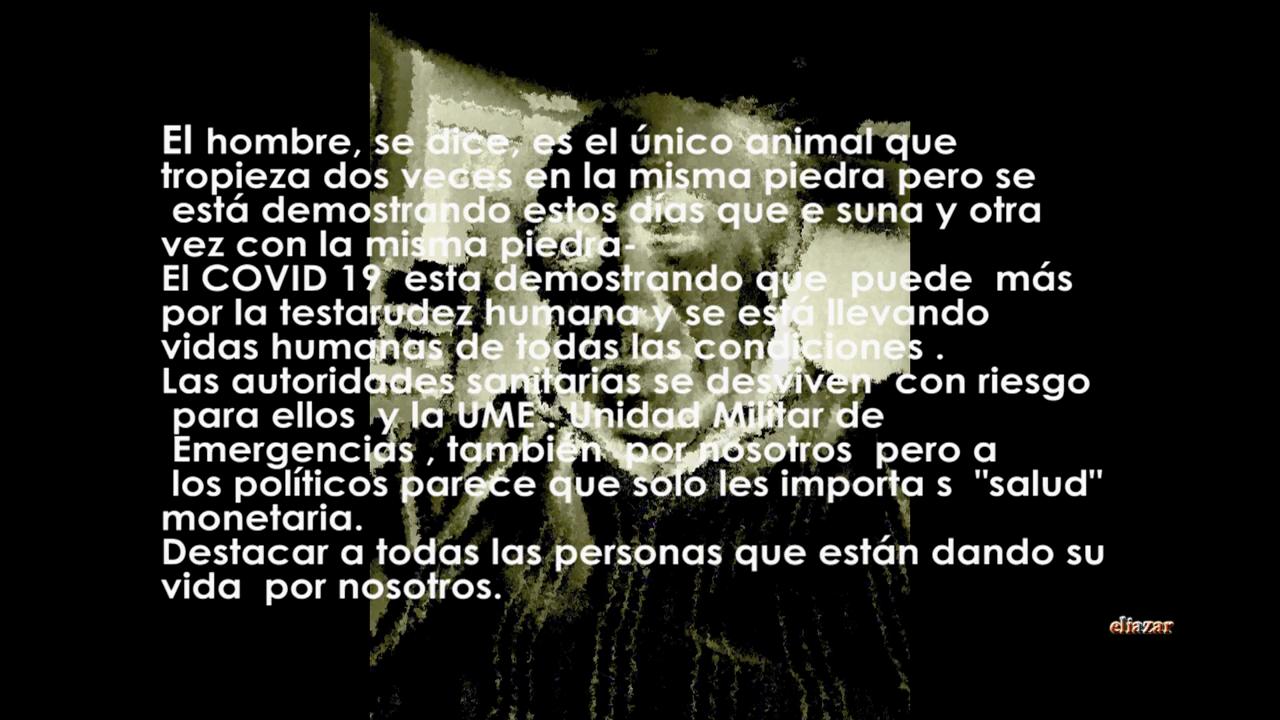 El hombre, se dice, es el único animal que
tropieza dos veces en la misma piedra pero se
está demostrando estos días que e suna y otra
vez con la misma piedra-
El COVID 19 esta demostrando que puede más
por la testarudez humana y se está llevando
vidas humanas de todas las condiciones .
Las autoridades sanitarias se desviven con riesgo
para ellos y la UME . Unidad Militar de
Emergencias , también por nosotros pero a
los políticos parece que solo les importa s "salud"
monetaria.
Destacar a todas las personas que están dando su
vida por nosotros.
eliazar